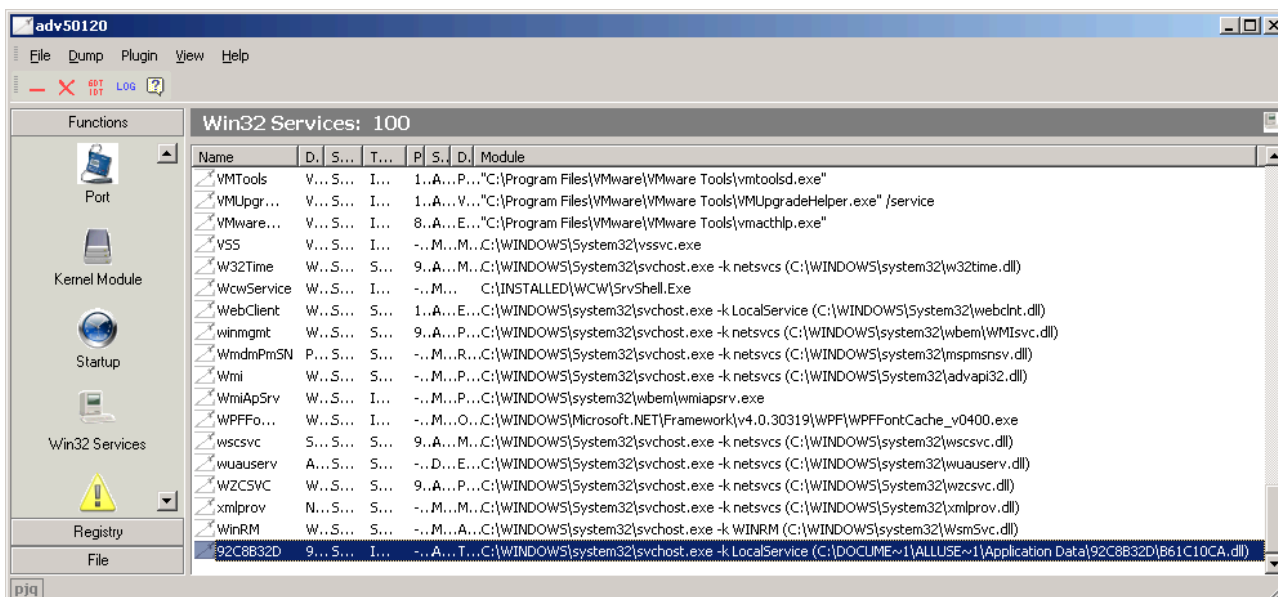 adv50120
File Dump Plugin View Help
GDT IDT LOG
Functions
Port
Kernel Module
Startup
Win32 Services
Registry
File
Win32 Services: 100
Name D. S... T... P S.. D. Module
VMTools V... S... I... 1..A...P..."C:\Program Files\VMware\VMware Tools\vmtoolsd.exe"
VMUpgr... V... S... I... 1..A...V..."C:\Program Files\VMware\VMware Tools\VMUpgradeHelper.exe" /service
VMware... V... S... I... 8..A...E..."C:\Program Files\VMware\VMware Tools\vmacthlp.exe"
VSS V... S... I... -..M...M...C:\WINDOWS\System32\vssvc.exe
W32Time W... S... S... 9..A...M...C:\WINDOWS\System32\svchost.exe -k netsvcs (C:\WINDOWS\system32\w32time.dll)
WcwService W... S... I... -..M... C:\INSTALLED\WCW\SrvShell.Exe
WebClient W... S... S... 1..A...E...C:\WINDOWS\System32\svchost.exe -k LocalService (C:\WINDOWS\System32\webclnt.dll)
winmgmt W... S... S... 9..A...P...C:\WINDOWS\System32\svchost.exe -k netsvcs (C:\WINDOWS\system\wbem\WMIsvc.dll)
WmdmPmSN P... S... S... -..M...R...C:\WINDOWS\System32\svchost.exe -k netsvcs (C:\WINDOWS\system32\mspmsnsv.dll)
Wmi W... S... S... -..M...P...C:\WINDOWS\System32\svchost.exe -k netsvcs (C:\WINDOWS\System32\advapi32.dll)
WmiApSrv W... S... I... -..M...P...C:\WINDOWS\system32\wbem\wmiapsrv.exe
WPFFo... W... S... I... -..M...O...C:\WINDOWS\Microsoft.NET\Framework\v4.0.30319\WPF\WPFFontCache_v0400.exe
wscsvc S... S... S... 9..A...M...C:\WINDOWS\System32\svchost.exe -k netsvcs (C:\WINDOWS\system32\wscsvc.dll)
wuauserv A... S... S... -..D...E...C:\WINDOWS\System32\svchost.exe -k netsvcs (C:\WINDOWS\system32\wuauserv.dll)
WZCSVC W... S... S... 9..A...P...C:\WINDOWS\System32\svchost.exe -k netsvcs (C:\WINDOWS\System32\wzcsvc.dll)
xmlprov N... S... S... -..M...M...C:\WINDOWS\System32\svchost.exe -k netsvcs (C:\WINDOWS\System32\xmlprov.dll)
WinRM W... S... S... -..M...A...C:\WINDOWS\System32\svchost.exe -k WINRM (C:\WINDOWS\system32\WsmSvc.dll)
92C8B32D 9... S... I... -..A...T...C:\WINDOWS\system32\svchost.exe -k LocalService (C:\DOCUME~1\ALLUSE~1\Application Data\92C8B32D\B61C10CA.dll)
pjq